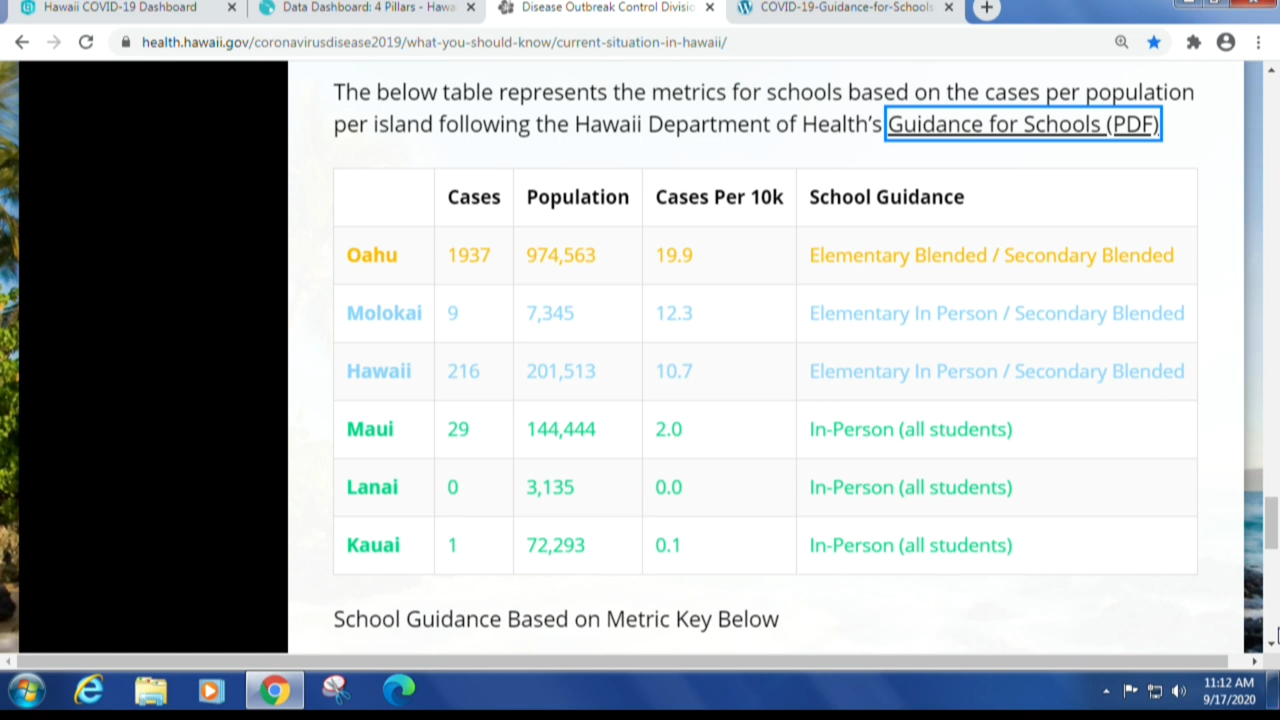 Hawaii COVID-19 Dashboard
Data Dashboard: 4 Pillars - Hawa
Disease Outbreak Control Divisio
COVID-19-Guidance-for-Schools
health.hawaii.gov/coronavirusdisease2019/what-you-should-know/current-situation-in-hawaii/
The below table represents the metrics for schools based on the cases per population
per island following the Hawaii Department of Health’s Guidance for Schools (PDF)
Cases Population Cases Per 10k School Guidance
Oahu 1937 974,563 19.9 Elementary Blended / Secondary Blended
Molokai 9 7,345 12.3 Elementary In Person / Secondary Blended
Hawaii 216 201,513 10.7 Elementary In Person / Secondary Blended
Maui 29 144,444 2.0 In-Person (all students)
Lanai 0 3,135 0.0 In-Person (all students)
Kauai 1 72,293 0.1 In-Person (all students)
School Guidance Based on Metric Key Below
11:12 AM
9/17/2020